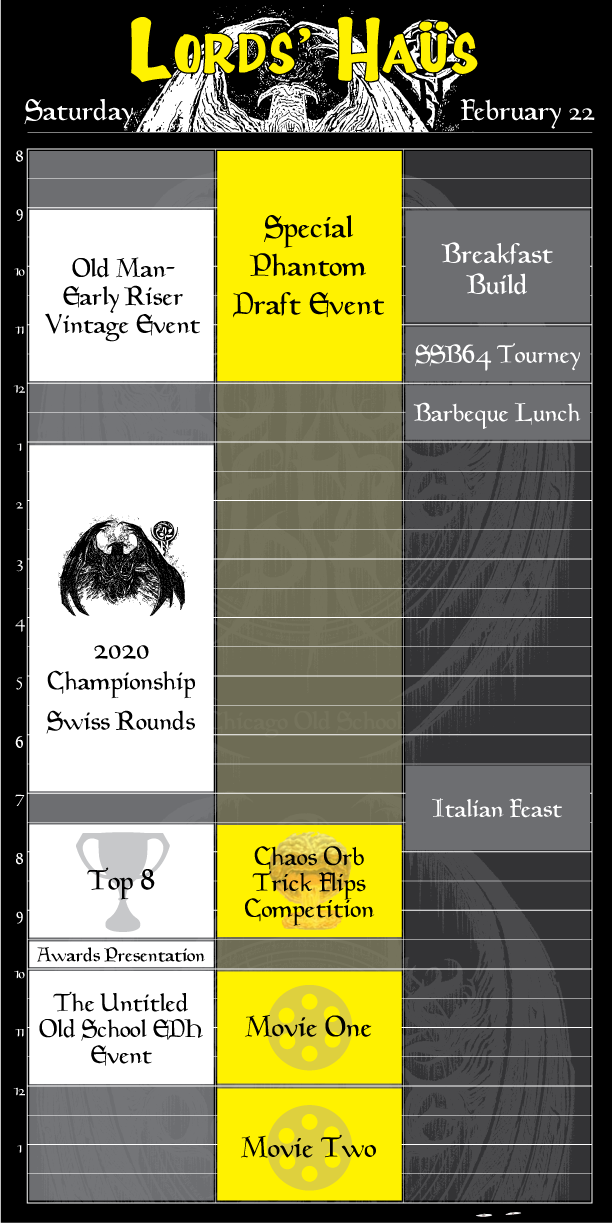 Lords' Haüs
Saturday
February 22
8
9
10
11
12
1
2
3
4
5
6
7
8
9
10
11
12
1
Old Man-
Early Riser
Vintage Event
2020
Championship
Swiss Rounds
Top 8
Awards Presentation
The Untitled
Old School EDh
Event
Special
Phantom
Draft Event
Chicago Old School
Chaos Orb
Trick Flips
Competition
Movie One
Movie Two
Breakfast
Build
SSB64 Tourney
Barbeque Lunch
Italian Feast